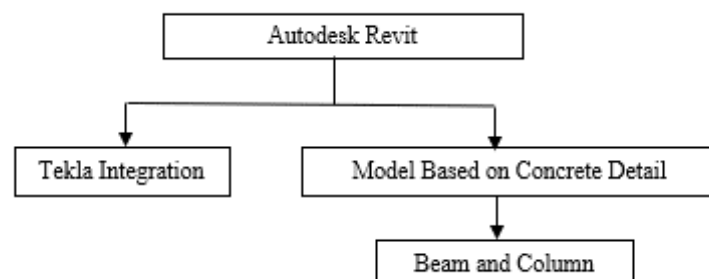 Autodesk Revit
Tekla Integration
Model Based on Concrete Detail
Beam and Column